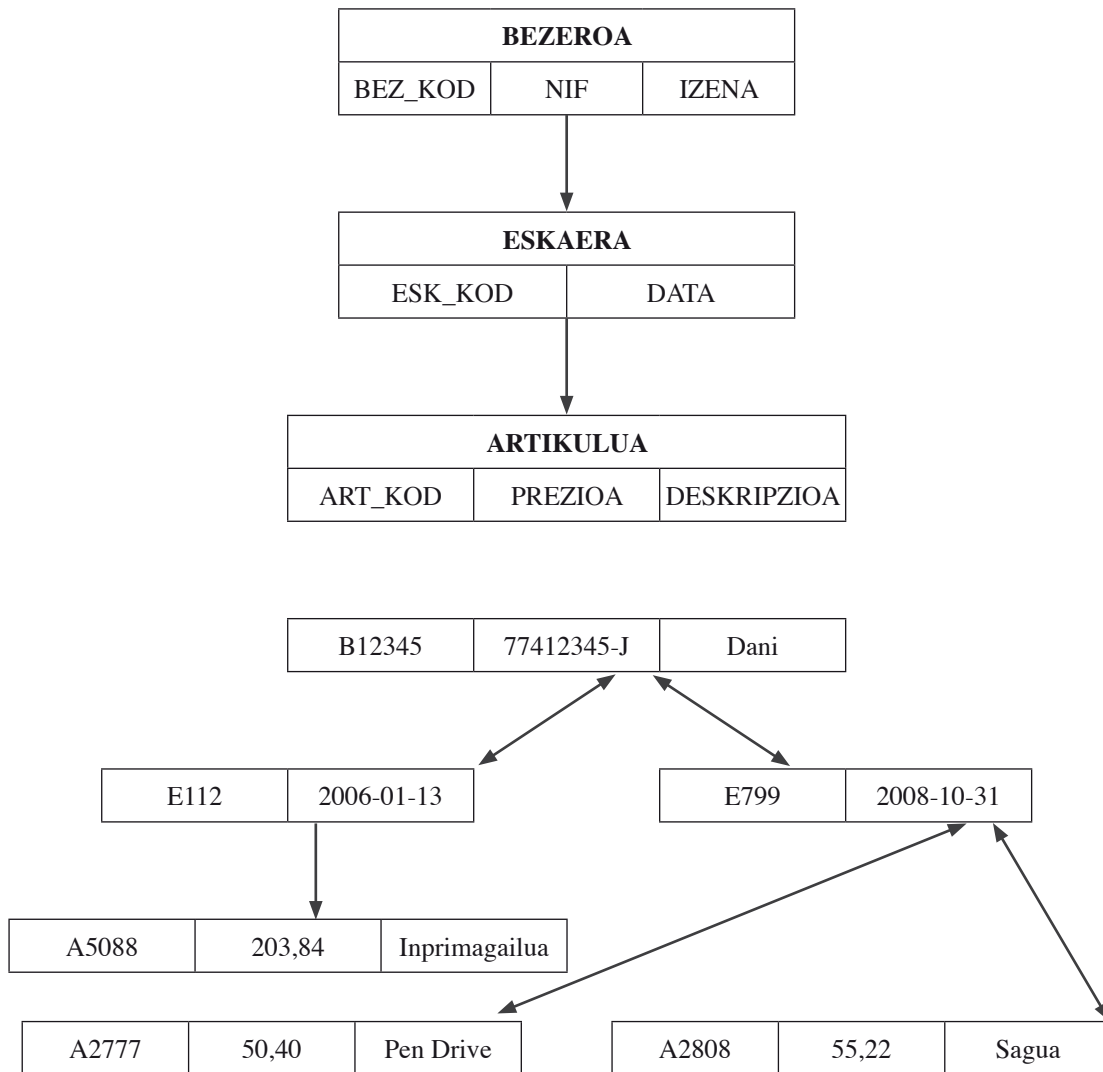 BEZEROA
BEZ_KOD NIF IZENA
ESKAERA
ESK_KOD DATA
ARTIKULUA
ART_KOD PREZIOA DESKRIPZIOA
B12345 77412345-J Dani
E112 2006-01-13 E799 2008-10-31
A5088 203,84 Inprimagailua
A2777 50,40 Pen Drive A2808 55,22 Sagua